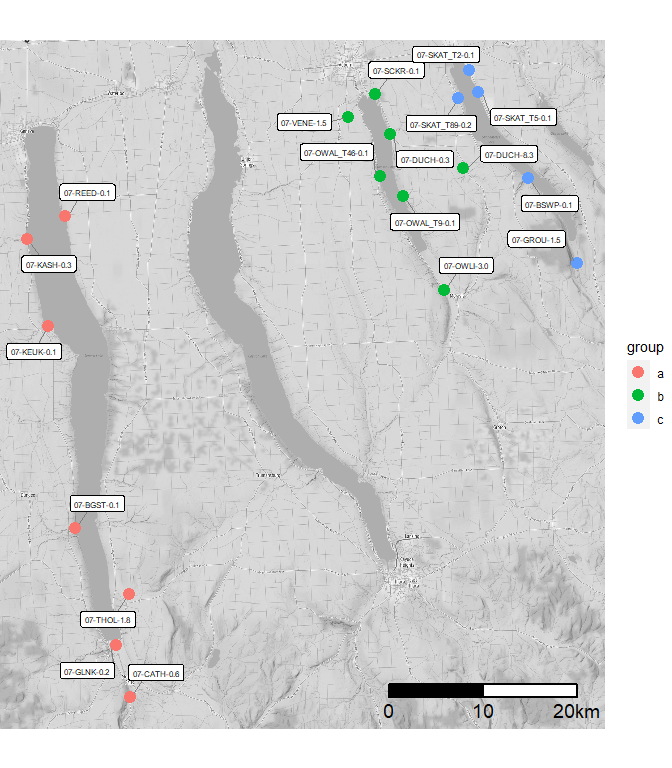 07-SKAT_T2-0.1
07-SCKR-0.1
07-SKAT_T5-0.1
07-VENE-1.5
07-SKAT_T89-0.2
07-OWAL_T46-0.1
07-DUCH-0.3
07-DUCH-8.3
07-REED-0.1
07-BSWP-0.1
07-OWAL_T9-0.1
07-GROU-1.5
07-KASH-0.3
07-OWLI-3.0
07-KEUK-0.1
group
a
b
c
07-BGST-0.1
07-THOL-1.8
07-GLNK-0.2
07-CATH-0.6
0 10 20km